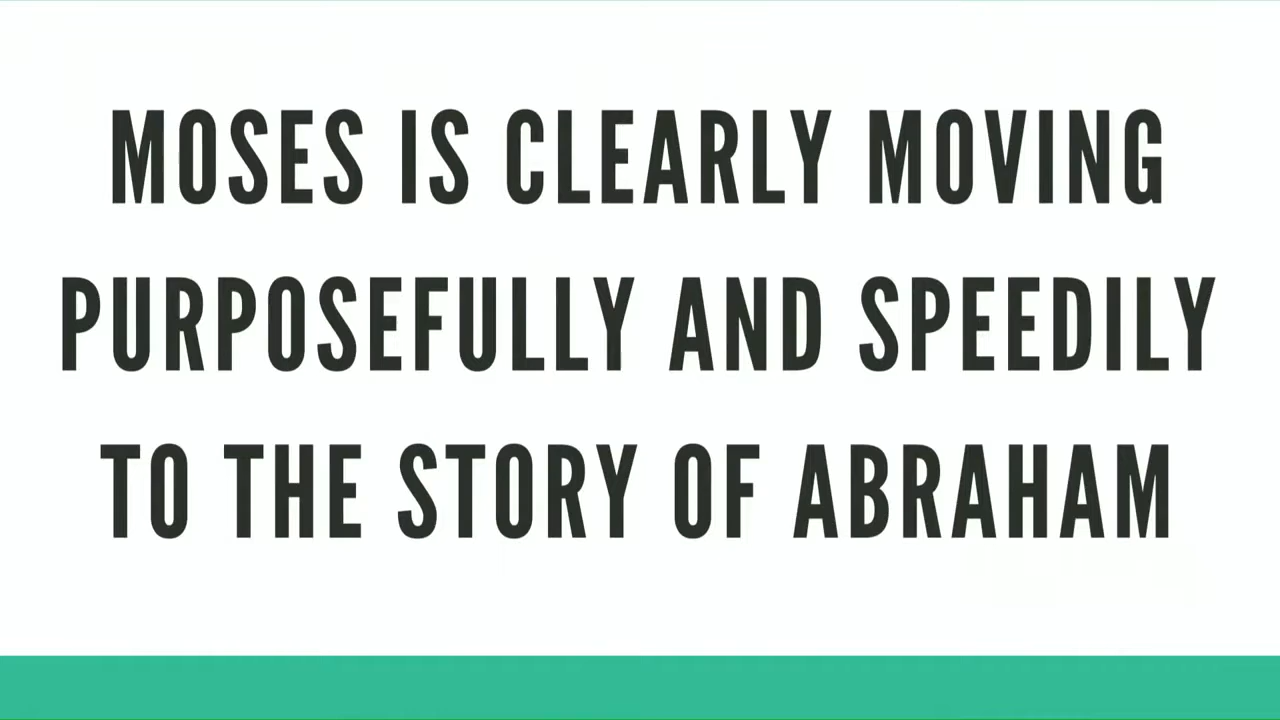 MOSES IS CLEARLY MOVING
PURPOSEFULLY AND SPEEDILY
TO THE STORY OF ABRAHAM